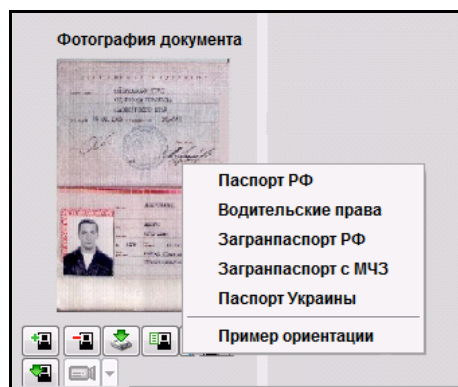 Фотография документа
Паспорт РФ
Водительские права
Загранпаспорт РФ
Загранпаспорт с МЧЗ
Паспорт Украины
Пример ориентации